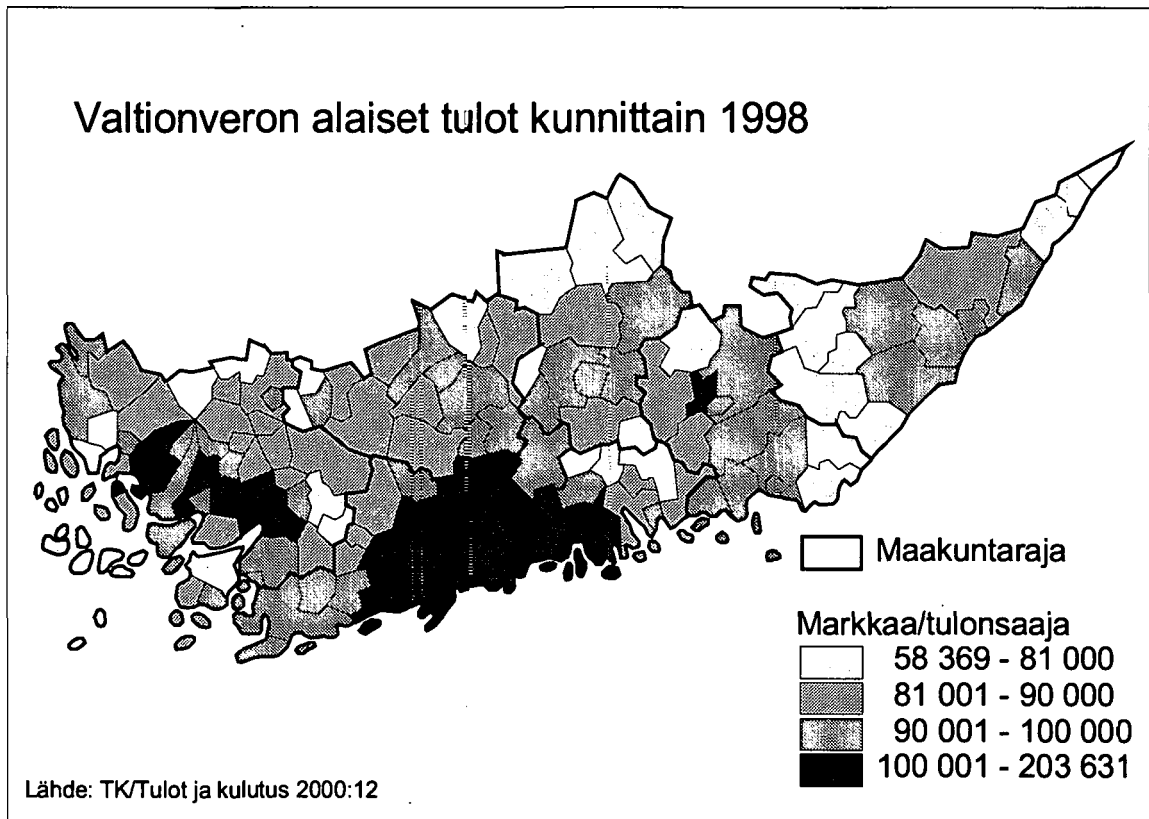 Valtionveron alaiset tulot kunnittain 1998
Maakuntaraja
Markkaa/tulonsaaja
58 369 - 81 000
81 001 - 90 000
90 001 - 100 000
100 001 - 203 631
Lähde: TK/Tulot ja kulutus 2000:12